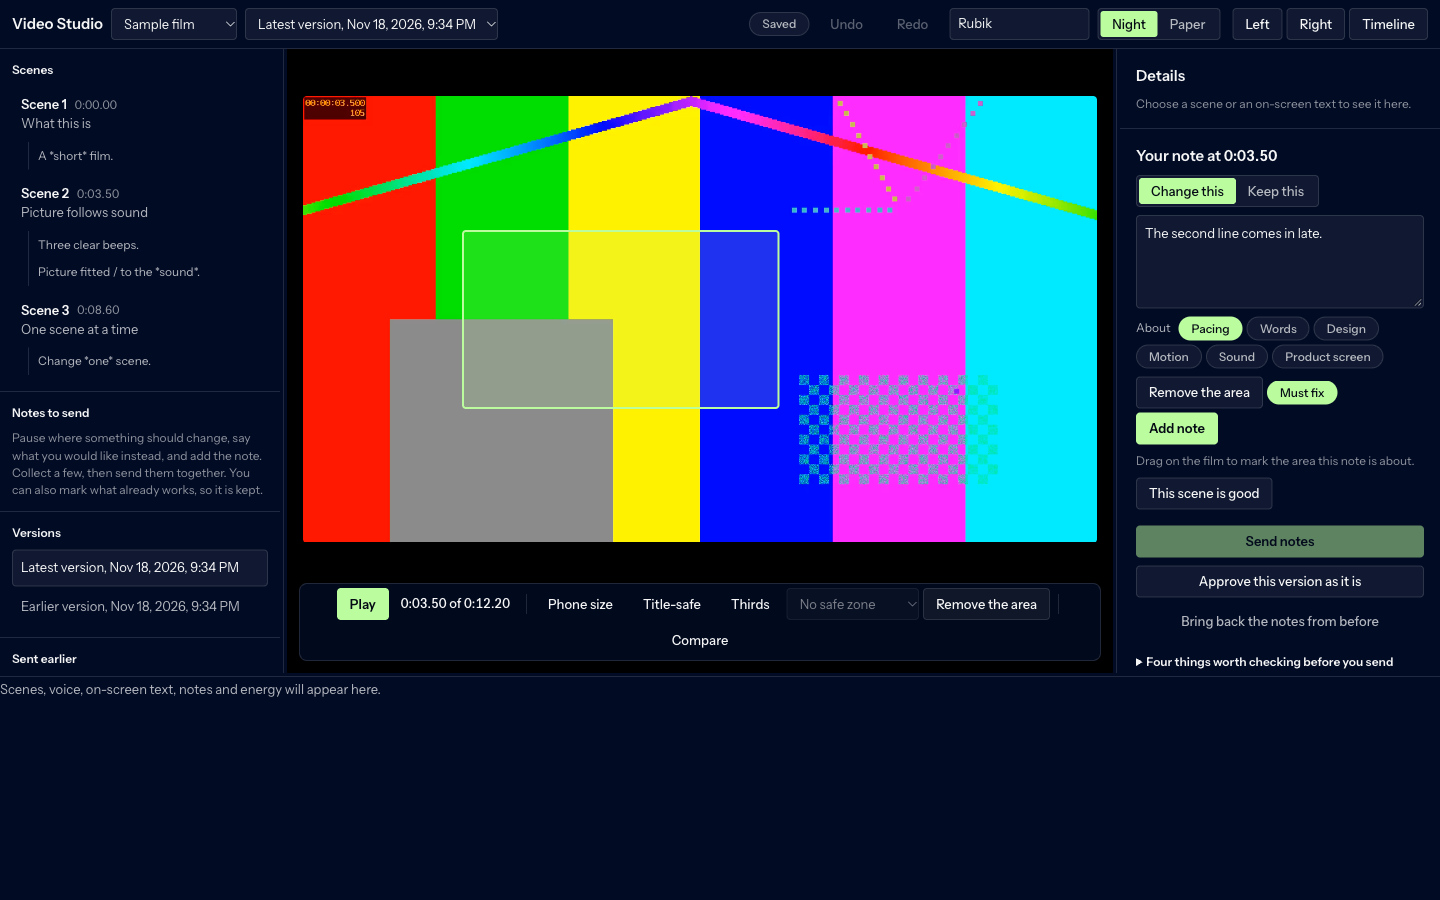 Video Studio
Sample film
Latest version, Nov 18, 2026, 9:34 PM
Saved
Undo
Redo
Rubik
Night
Paper
Left
Right
Timeline
Scenes
Scene 1 0:00.00
What this is
A *short* film.
Scene 2 0:03.50
Picture follows sound
Three clear beeps.
Picture fitted / to the *sound*.
Scene 3 0:08.60
One scene at a time
Change *one* scene.
Notes to send
Pause where something should change, say
what you would like instead, and add the note.
Collect a few, then send them together. You
can also mark what already works, so it is kept.
Versions
Latest version, Nov 18, 2026, 9:34 PM
Earlier version, Nov 18, 2026, 9:34 PM
Sent earlier
00:00:03.500
105
Play
0:03.50 of 0:12.20
Phone size
Title-safe
Thirds
No safe zone
Remove the area
Compare
Details
Choose a scene or an on-screen text to see it here.
Your note at 0:03.50
Change this
Keep this
The second line comes in late.
About
Pacing
Words
Design
Motion
Sound
Product screen
Remove the area
Must fix
Add note
Drag on the film to mark the area this note is about.
This scene is good
Send notes
Approve this version as it is
Bring back the notes from before
Four things worth checking before you send
Scenes, voice, on-screen text, notes and energy will appear here.